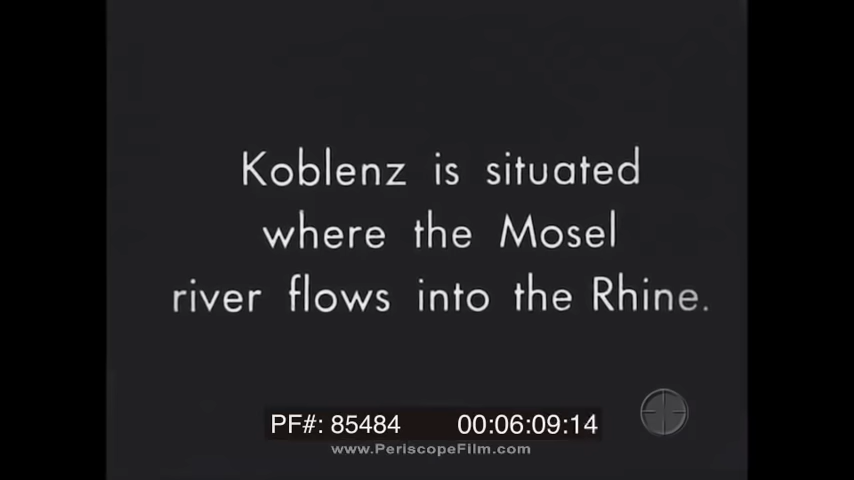 Koblenz is situated
where the Mosel
river flows into the Rhine.
PF#: 85484 00:06:09:14
www.PeriscopeFilm.com